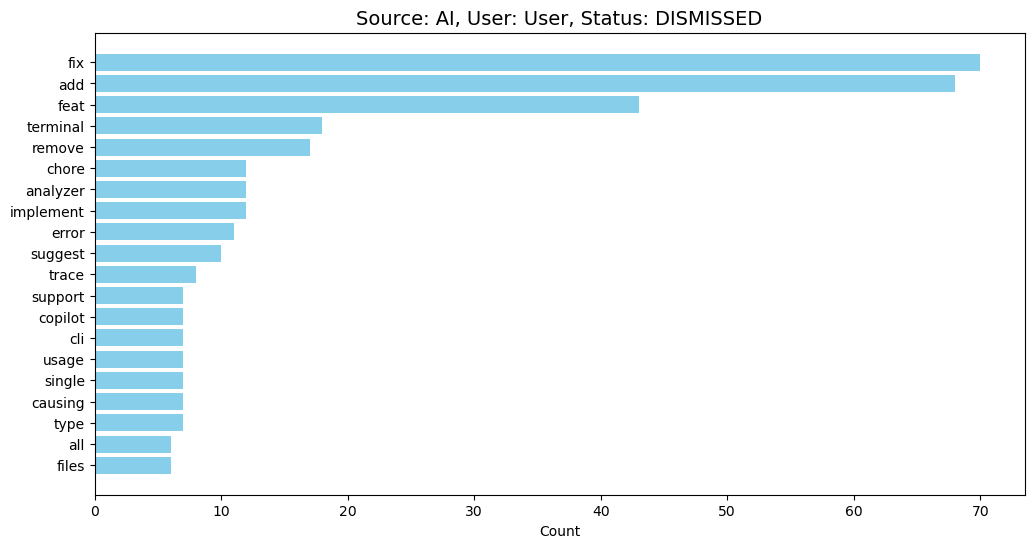 Source: AI, User: User, Status: DISMISSED
fix
add
feat
terminal
remove
chore
analyzer
implement
error
suggest
trace
support
copilot
cli
usage
single
causing
type
all
files
0 10 20 30 40 50 60 70
Count